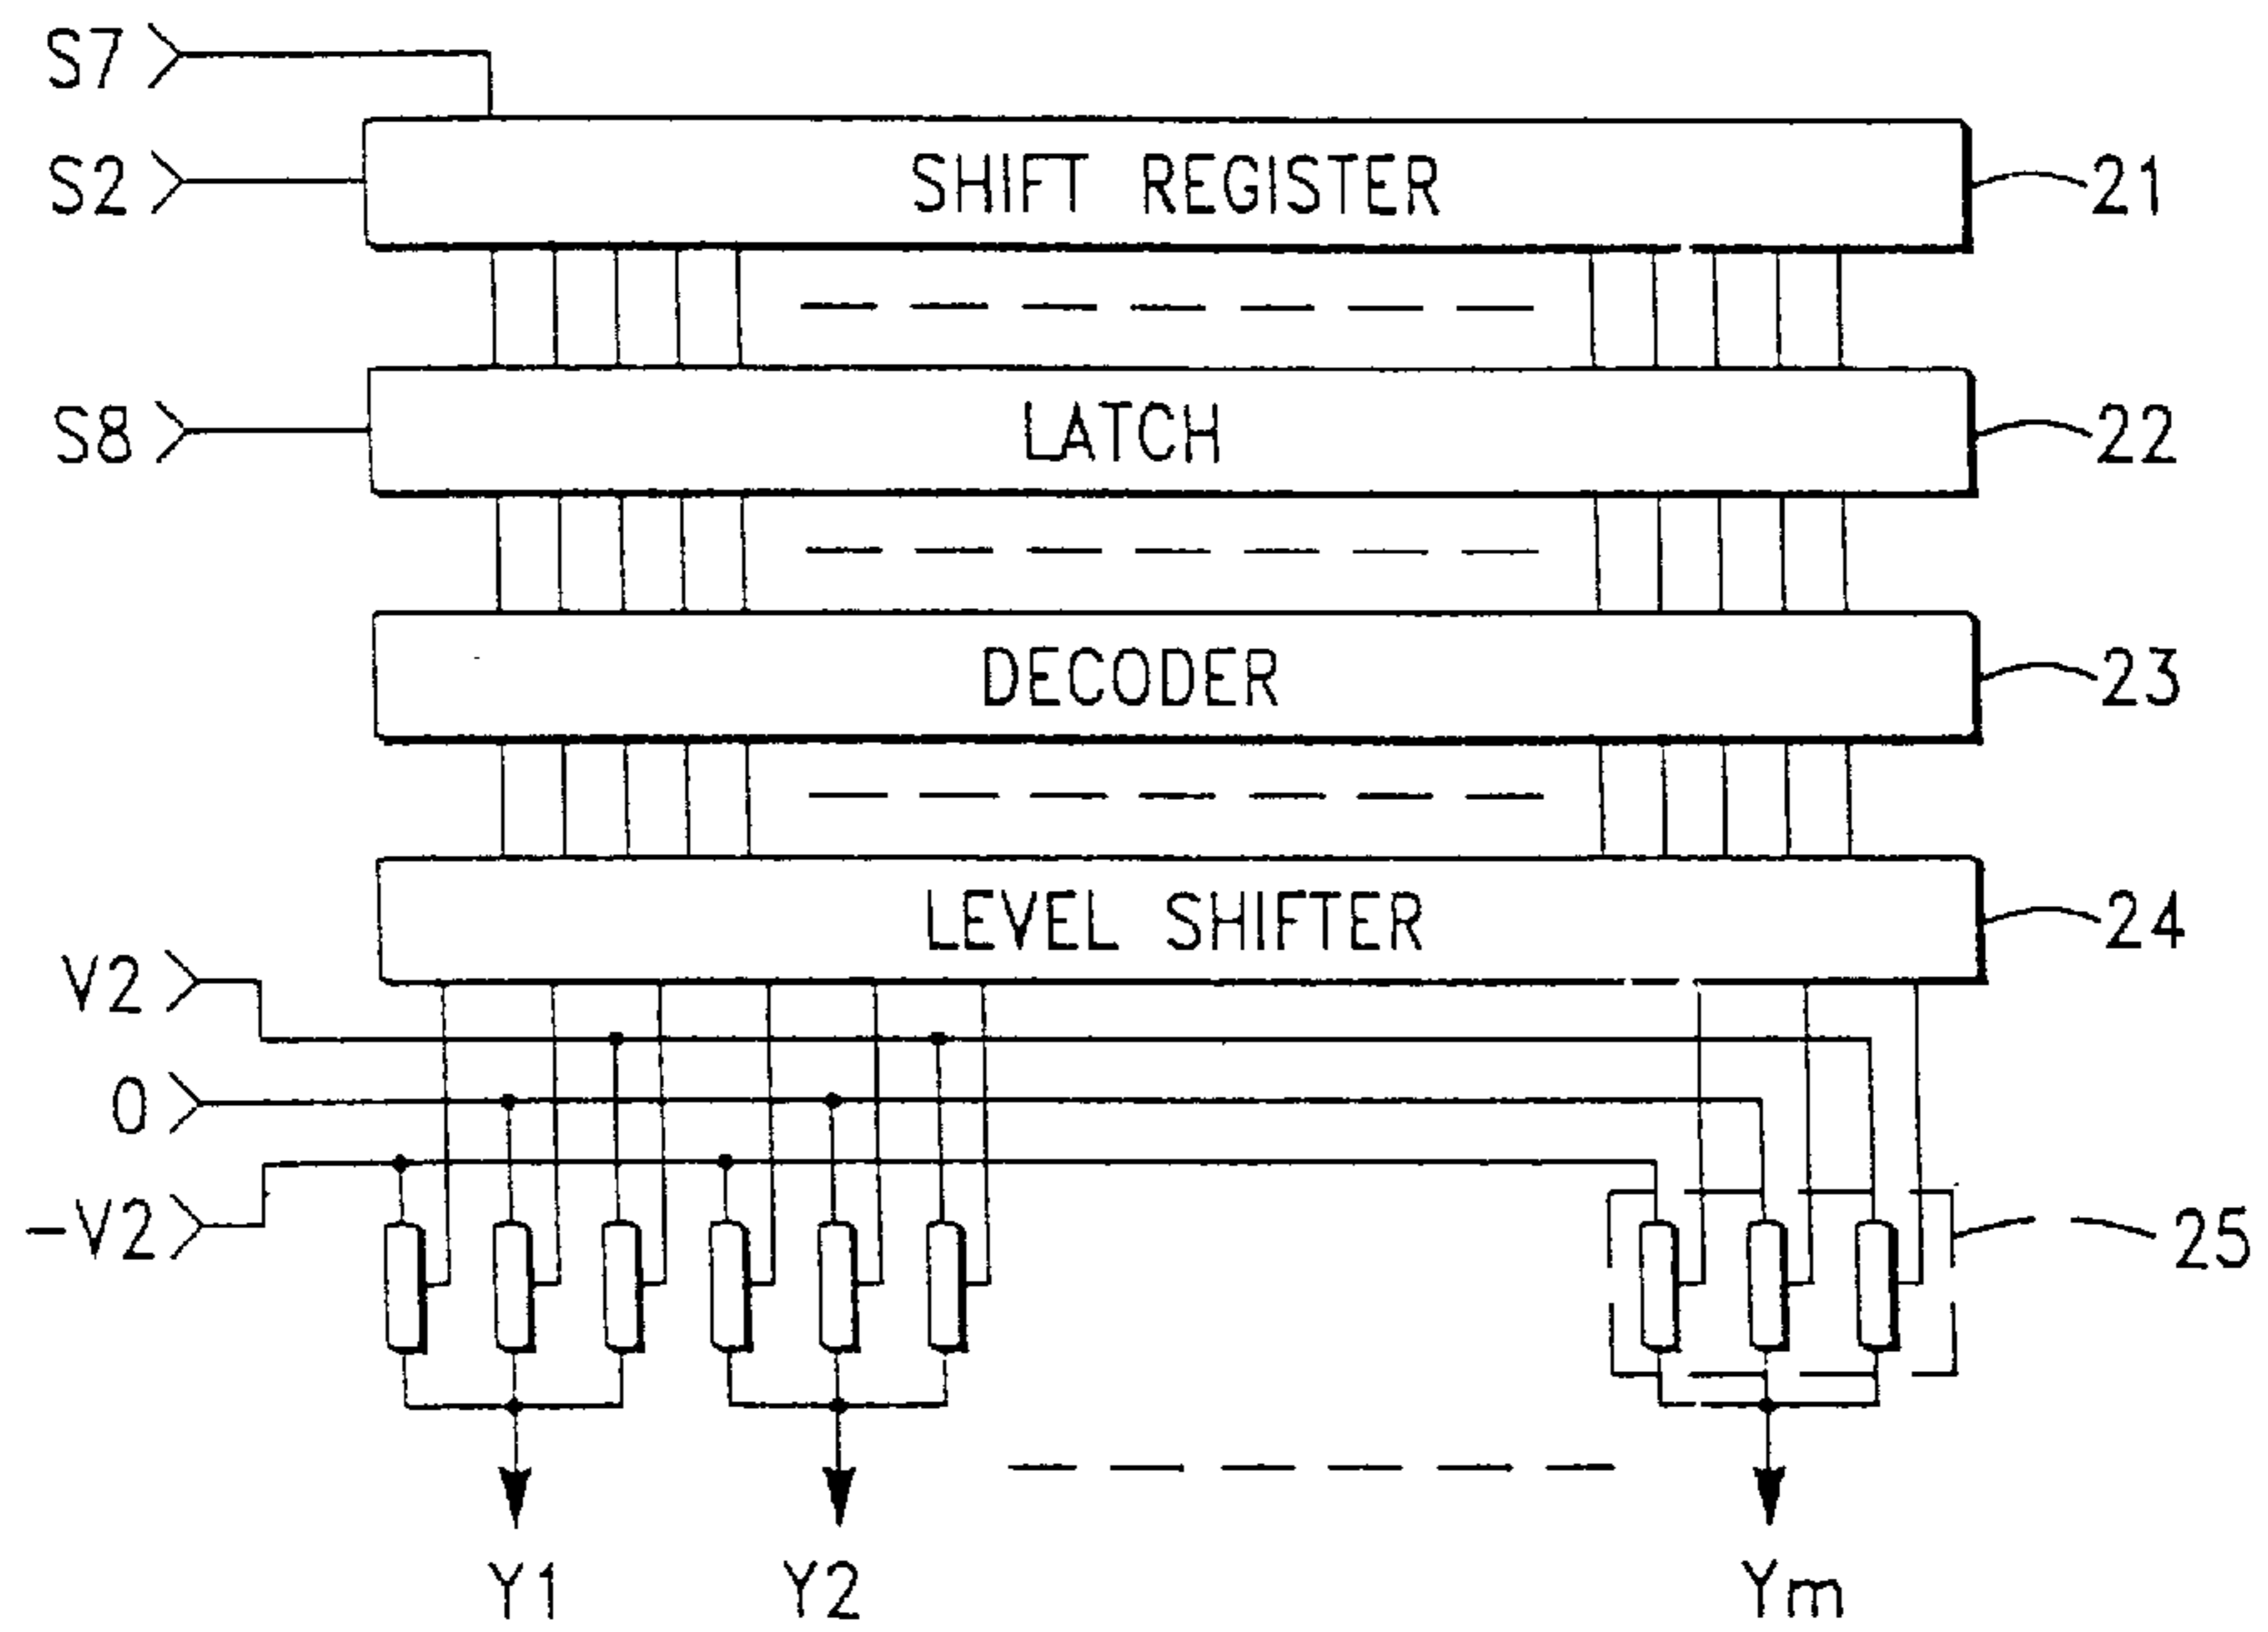 S7
S2
SHIFT REGISTER
21
S8
LATCH
22
DECODER
23
LEVEL SHIFTER
24
V2
0
-V2
25
Y1
Y2
Ym